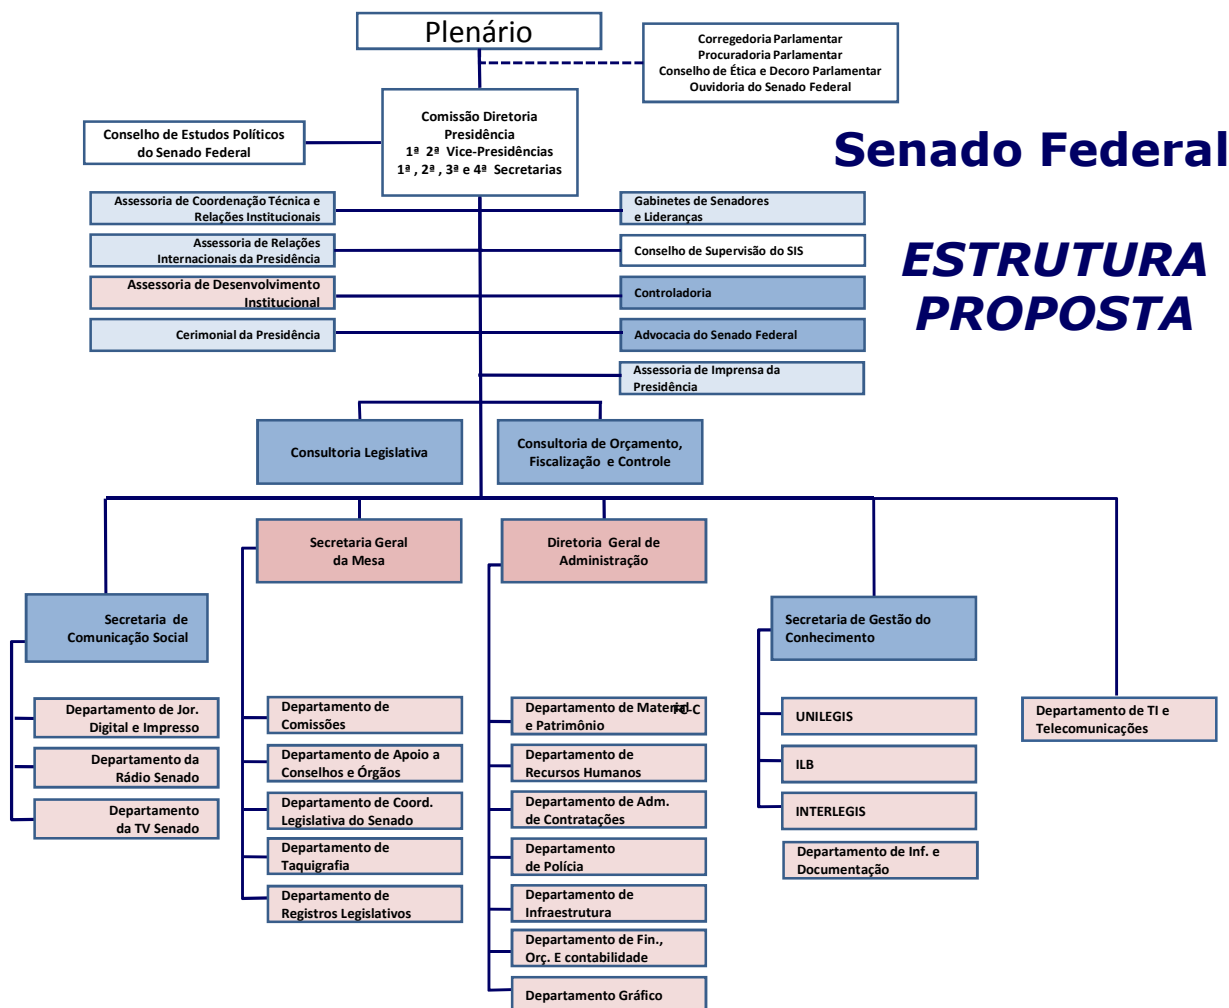 Plenário
Corregedoria Parlamentar
Procuradoria Parlamentar
Conselho de Ética e Decoro Parlamentar
Ouvidoria do Senado Federal
Comissão Diretoria
Presidência
1ª 2ª Vice-Presidências
1ª , 2ª , 3ª e 4ª Secretarias
Conselho de Estudos Políticos
do Senado Federal
Senado Federal
ESTRUTURA
PROPOSTA
Assessoria de Coordenação Técnica e
Relações Institucionais
Gabinetes de Senadores
e Lideranças
Assessoria de Relações
Internacionais da Presidência
Conselho de Supervisão do SIS
Assessoria de Desenvolvimento
Institucional
Controladoria
Cerimonial da Presidência
Advocacia do Senado Federal
Assessoria de Imprensa da
Presidência
Consultoria Legislativa
Consultoria de Orçamento,
Fiscalização e Controle
Secretaria Geral
da Mesa
Diretoria Geral de
Administração
Secretaria de
Comunicação Social
Secretaria de Gestão do
Conhecimento
Departamento de Jor.
Digital e Impresso
Departamento da
Rádio Senado
Departamento
da TV Senado
Departamento de
Comissões
Departamento de Apoio a
Conselhos e Órgãos
Departamento de Coord.
Legislativa do Senado
Departamento de
Taquigrafia
Departamento de
Registros Legislativos
Departamento de Material
e Patrimônio
Departamento de
Recursos Humanos
Departamento de Adm.
de Contratações
Departamento
de Polícia
Departamento de
Infraestrutura
Departamento de Fin.,
Orç. E contabilidade
Departamento Gráfico
UNILEGIS
ILB
INTERLEGIS
Departamento de Inf. e
Documentação
Departamento de TI e
Telecomunicações